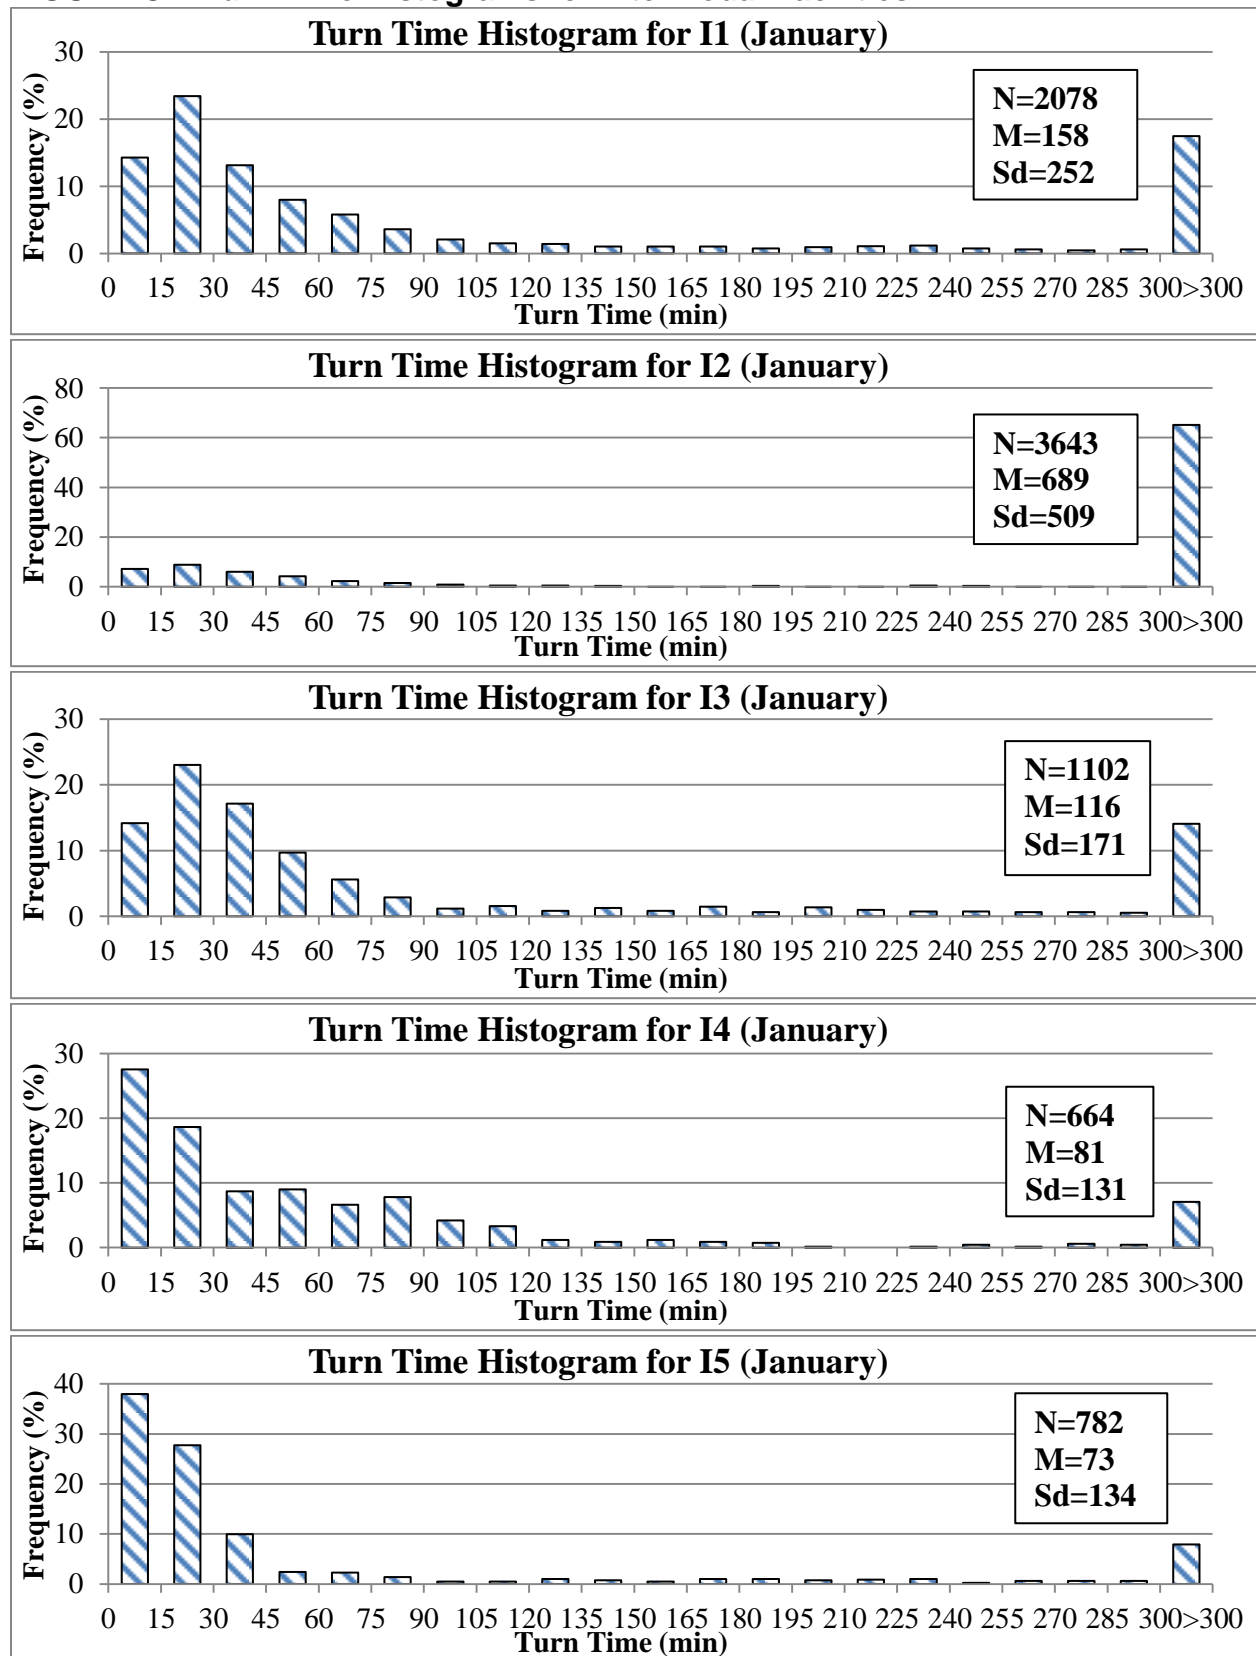 Turn Time Histogram for I1 (January)
30
20
10
0
Frequency (%)
N=2078
M=158
Sd=252
0 15 30 45 60 75 90 105 120 135 150 165 180 195 210 225 240 255 270 285 300>300
Turn Time (min)
Turn Time Histogram for I2 (January)
80
60
40
20
0
Frequency (%)
N=3643
M=689
Sd=509
0 15 30 45 60 75 90 105 120 135 150 165 180 195 210 225 240 255 270 285 300>300
Turn Time (min)
Turn Time Histogram for I3 (January)
30
20
10
0
Frequency (%)
N=1102
M=116
Sd=171
0 15 30 45 60 75 90 105 120 135 150 165 180 195 210 225 240 255 270 285 300>300
Turn Time (min)
Turn Time Histogram for I4 (January)
30
20
10
0
Frequency (%)
N=664
M=81
Sd=131
0 15 30 45 60 75 90 105 120 135 150 165 180 195 210 225 240 255 270 285 300>300
Turn Time (min)
Turn Time Histogram for I5 (January)
40
30
20
10
0
Frequency (%)
N=782
M=73
Sd=134
0 15 30 45 60 75 90 105 120 135 150 165 180 195 210 225 240 255 270 285 300>300
Turn Time (min)